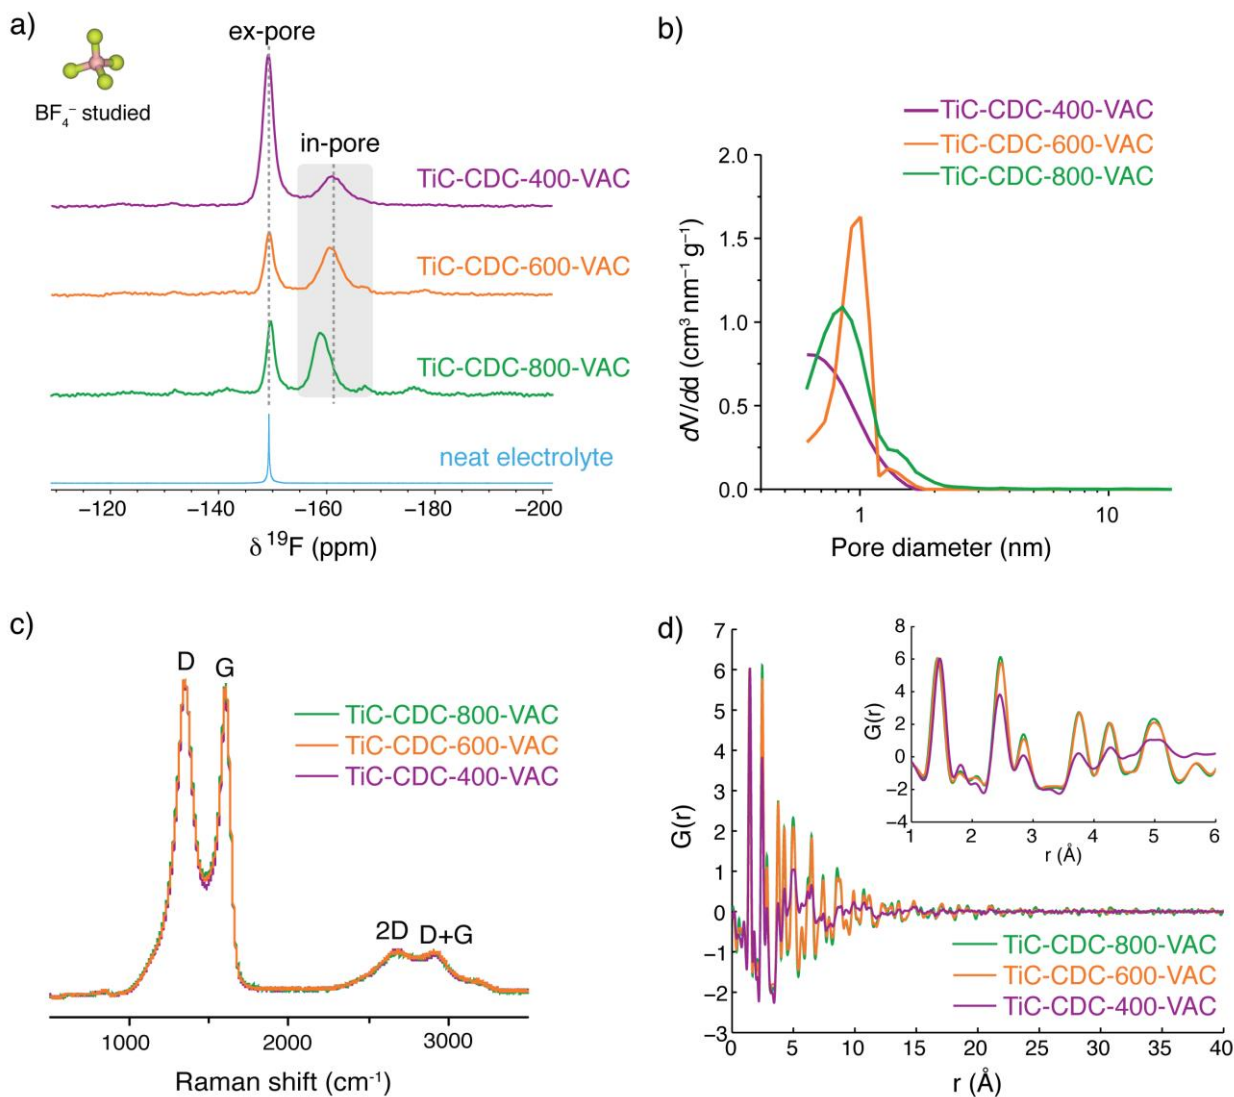 a)
ex-pore
BF₄⁻ studied
in-pore
TiC-CDC-400-VAC
TiC-CDC-600-VAC
TiC-CDC-800-VAC
neat electrolyte
−120 −140 −160 −180 −202
δ ¹⁹F (ppm)
b)
TiC-CDC-400-VAC
TiC-CDC-600-VAC
TiC-CDC-800-VAC
2.0
1.5
1.0
0.5
0.0
dV/dd (cm³ nm⁻¹ g⁻¹)
1 10
Pore diameter (nm)
c)
D
G
TiC-CDC-800-VAC
TiC-CDC-600-VAC
TiC-CDC-400-VAC
2D D+G
1000 2000 3000
Raman shift (cm⁻¹)
d)
7
6
5
4
3
2
1
0
−1
−2
−3
G(r)
8
6
4
2
0
−2
−4
G(r)
1 2 3 4 5 6
r (Å)
TiC-CDC-800-VAC
TiC-CDC-600-VAC
TiC-CDC-400-VAC
0 5 10 15 20 25 30 35 40
r (Å)